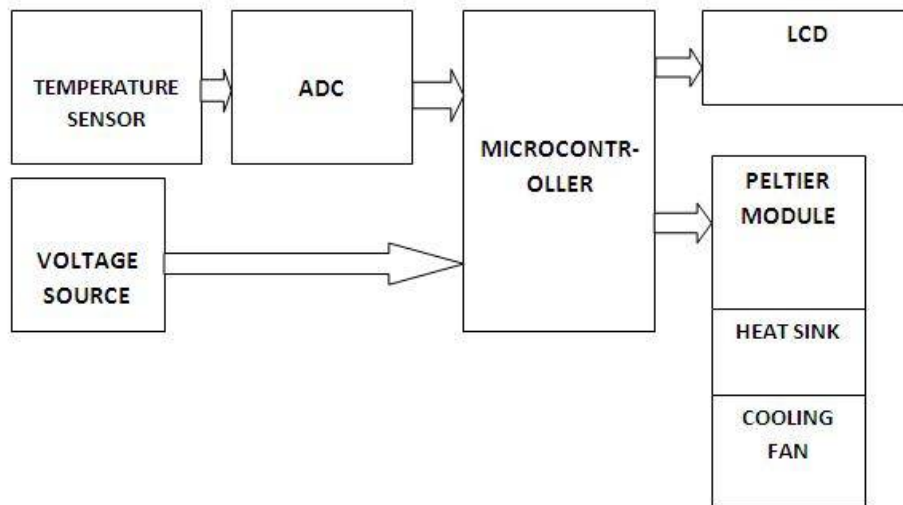 TEMPERATURE
SENSOR
ADC
MICROCONTR-
OLLER
LCD
VOLTAGE
SOURCE
PELTIER
MODULE
HEAT SINK
COOLING
FAN